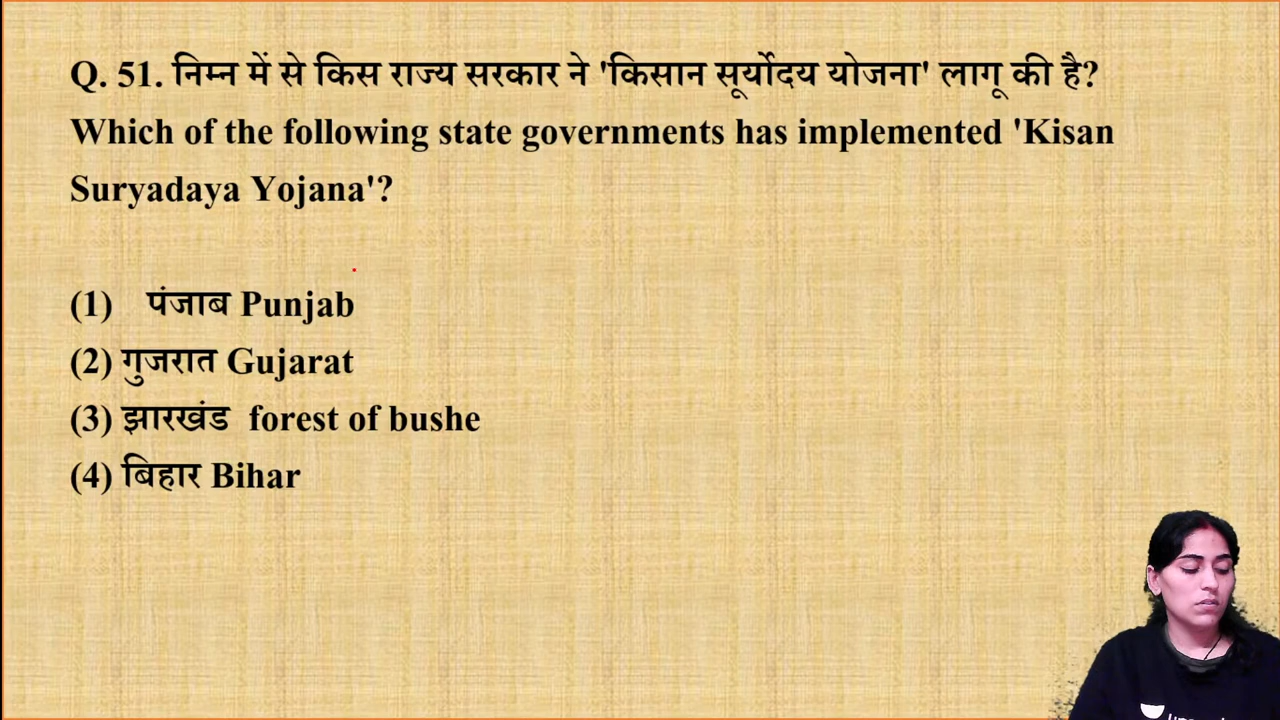 Q. 51. निम्न में से किस राज्य सरकार ने 'किसान सूर्योदय योजना' लागू की है?
Which of the following state governments has implemented 'Kisan
Suryadaya Yojana'?
(1) पंजाब Punjab
(2) गुजरात Gujarat
(3) झारखंड forest of bushe
(4) बिहार Bihar